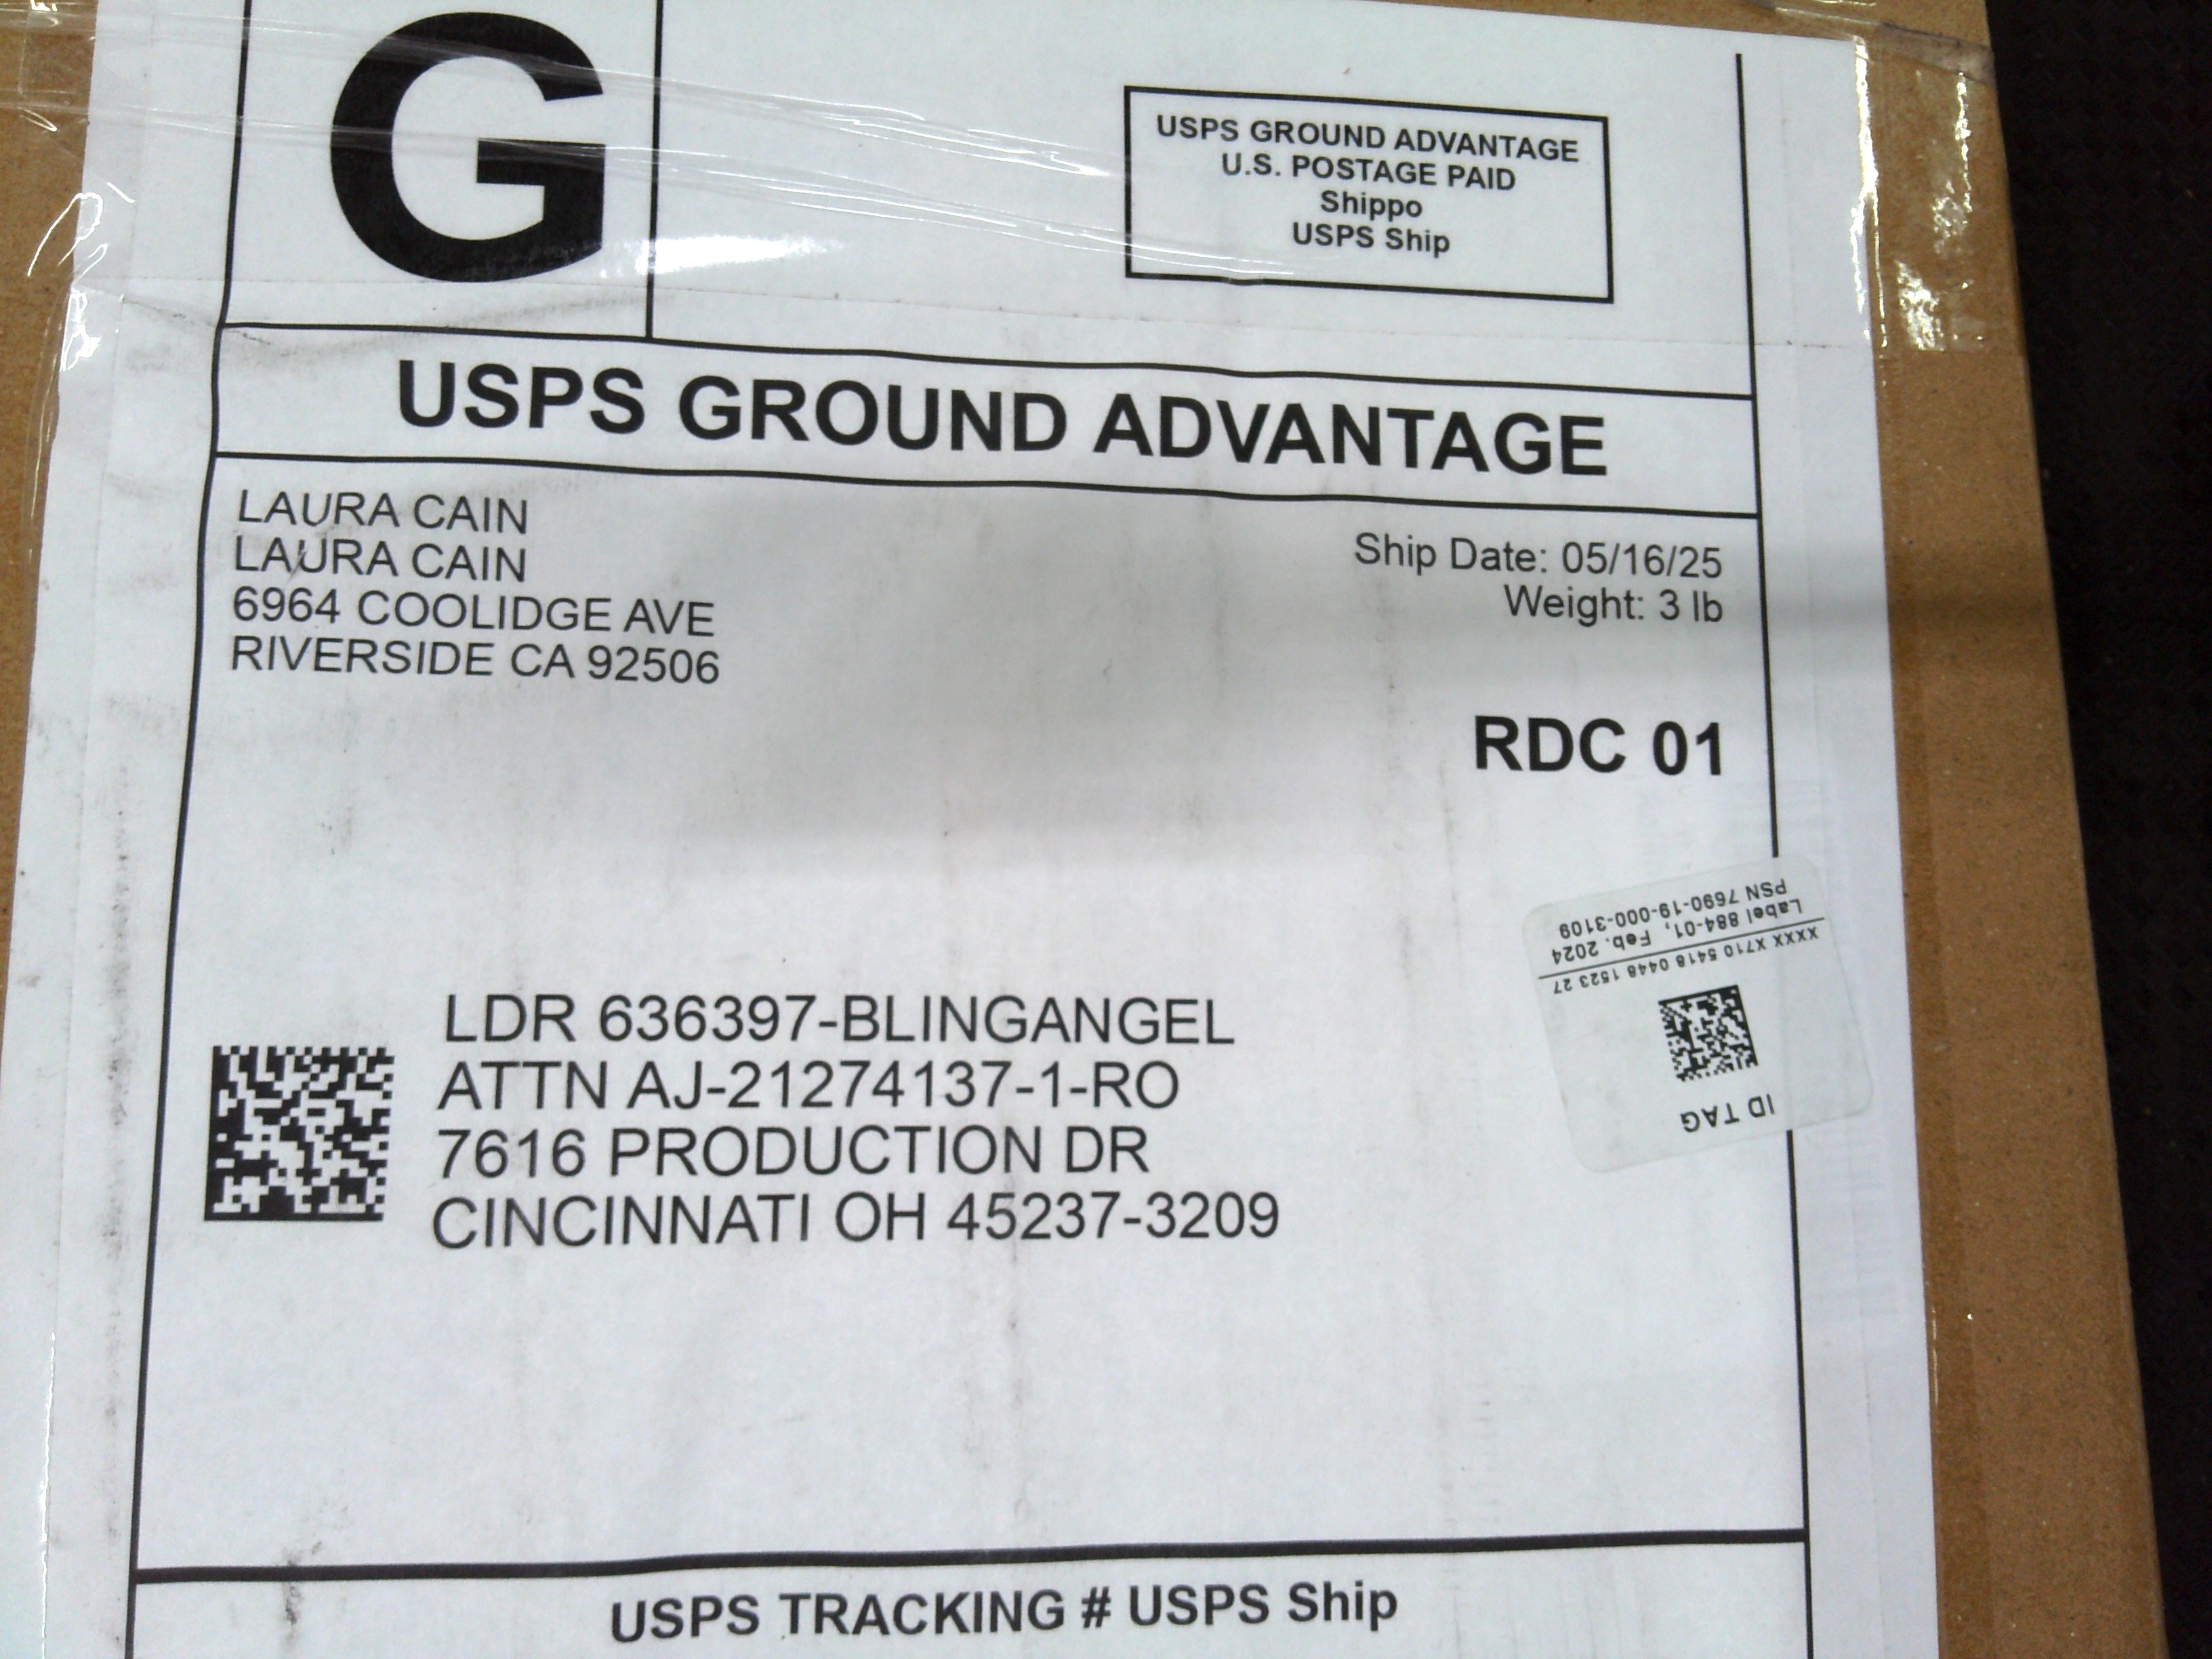 G
USPS GROUND ADVANTAGE
U.S. POSTAGE PAID
Shippo
USPS Ship
USPS GROUND ADVANTAGE
LAURA CAIN
LAURA CAIN
6964 COOLIDGE AVE
RIVERSIDE CA 92506
Ship Date: 05/16/25
Weight: 3 lb
RDC 01
LDR 636397-BLINGANGEL
ATTN AJ-21274137-1-RO
7616 PRODUCTION DR
CINCINNATI OH 45237-3209
ID TAG
XXXX X710 5418 0448 1523 27
Label 884-01, Feb. 2024
PSN 7690-19-000-3109
USPS TRACKING # USPS Ship